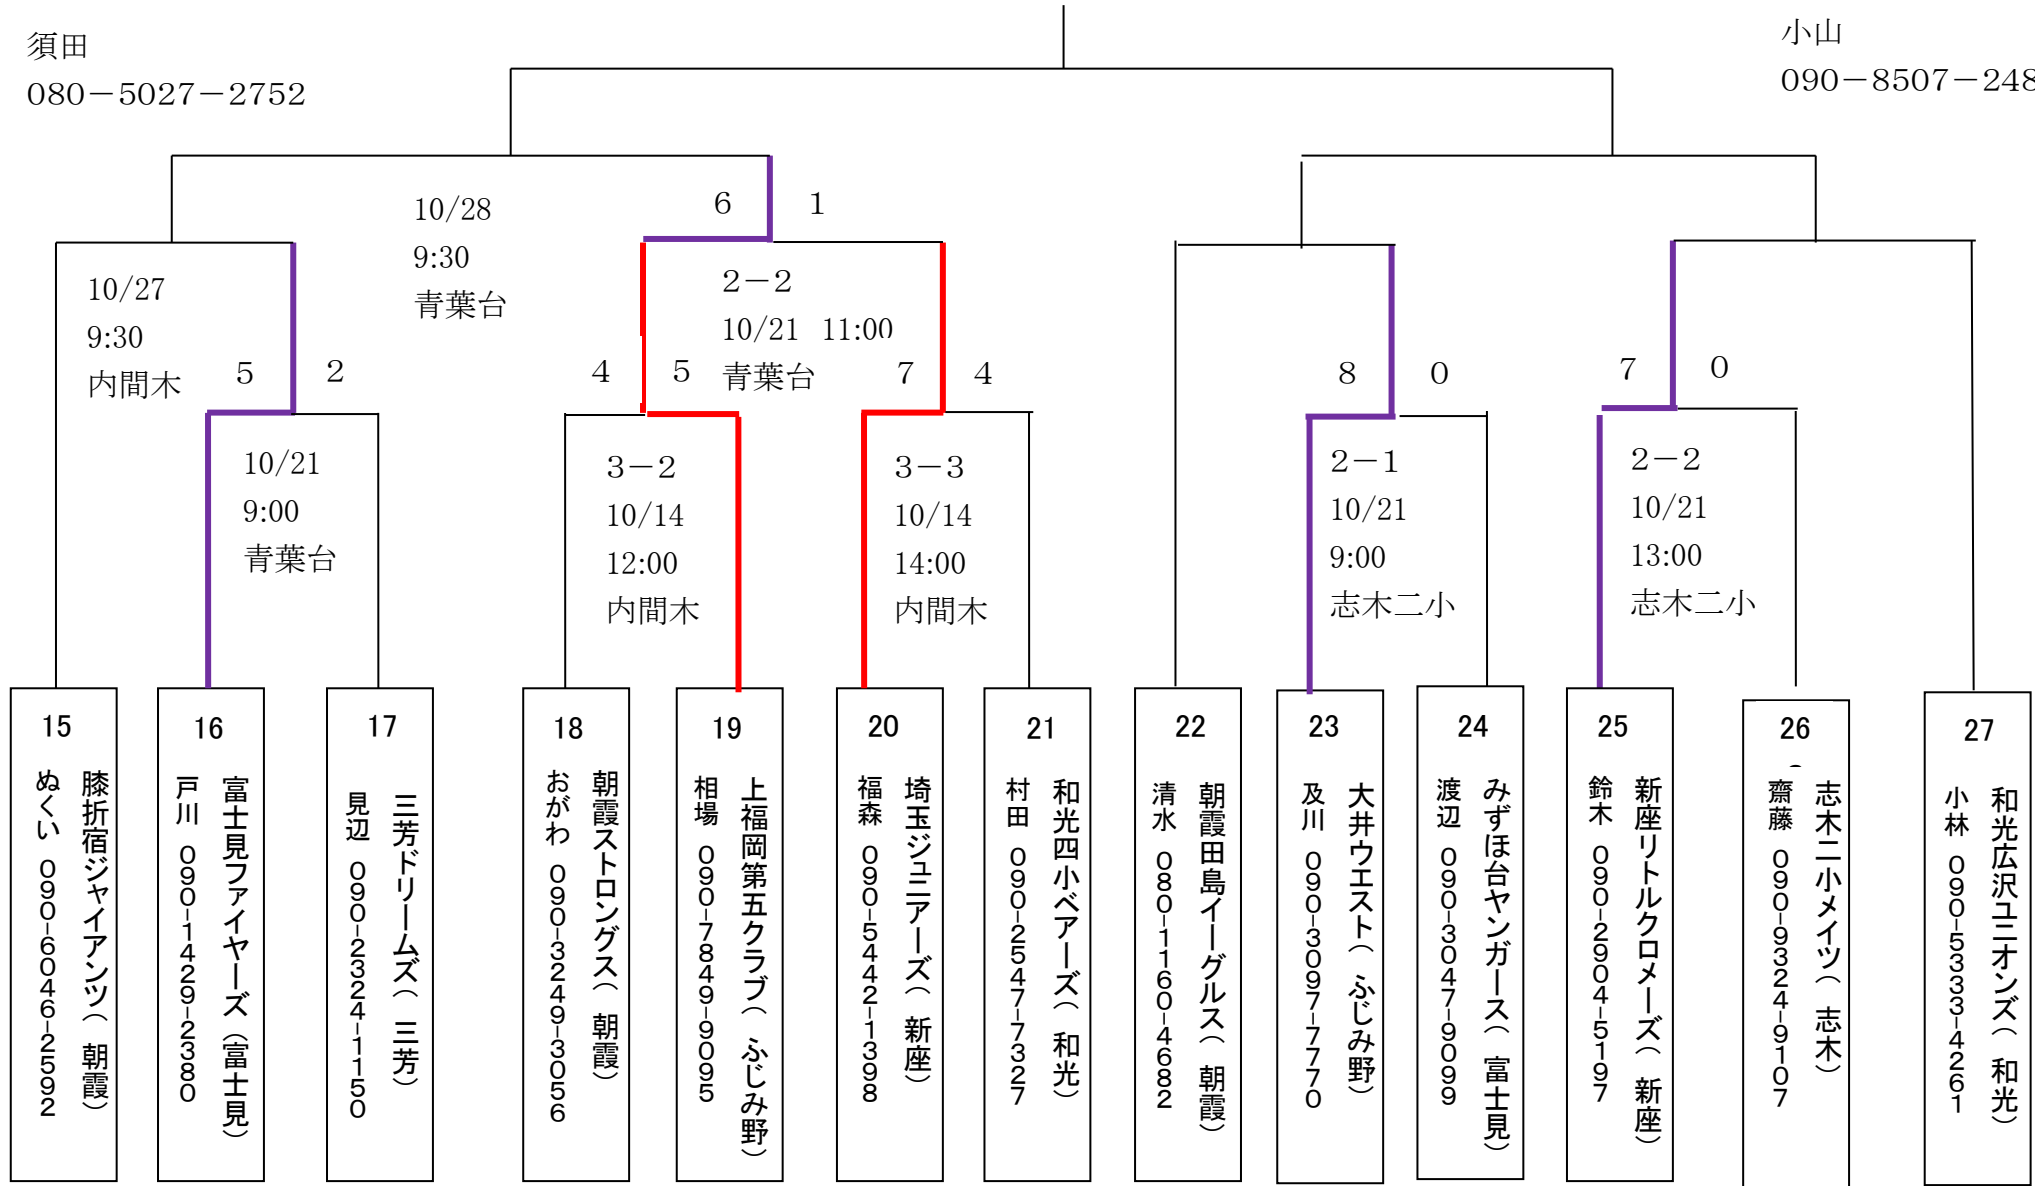 須田
080－5027－2752
小山
090－8507－248
10/28
9:30
青葉台
6 1
10/27
9:30
内間木
2－2
10/21 11:00
青葉台
5 2
4 5
7 4
8 0
7 0
10/21
9:00
青葉台
3－2
10/14
12:00
内間木
3－3
10/14
14:00
内間木
2－1
10/21
9:00
志木二小
2－2
10/21
13:00
志木二小
15
膝折宿ジャイアンツ（朝霞）
ぬくい 090-6046-2592
16
富士見ファイヤーズ（富士見）
戸川 090-1429-2380
17
三芳ドリームズ（三芳）
見辺 090-2324-1150
18
朝霞ストロングス（朝霞）
おがわ 090-3249-3056
19
上福岡第五クラブ（ふじみ野）
相場 090-7849-9095
20
埼玉ジュニアーズ（新座）
福森 090-5442-1398
21
和光四小ベアーズ（和光）
村田 090-2547-7327
22
朝霞田島イーグルス（朝霞）
清水 080-1160-4682
23
大井ウエスト（ふじみ野）
及川 090-3097-7770
24
みずほ台ヤンガース（富士見）
渡辺 090-3047-9099
25
新座リトルクロメーズ（新座）
鈴木 090-2904-5197
26
志木二小メイツ（志木）
齋藤 090-9324-9107
27
和光広沢ユニオンズ（和光）
小林 090-5333-4261